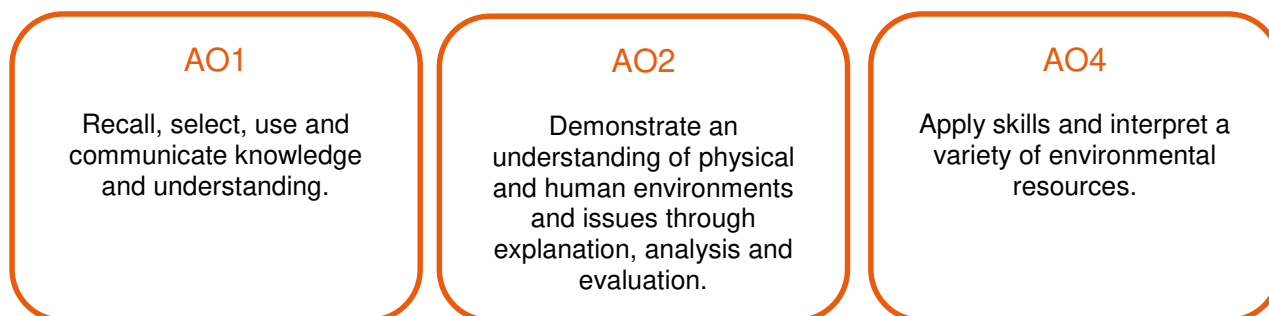 AO1
Recall, select, use and
communicate knowledge
and understanding.
AO2
Demonstrate an
understanding of physical
and human environments
and issues through
explanation, analysis and
evaluation.
AO4
Apply skills and interpret a
variety of environmental
resources.